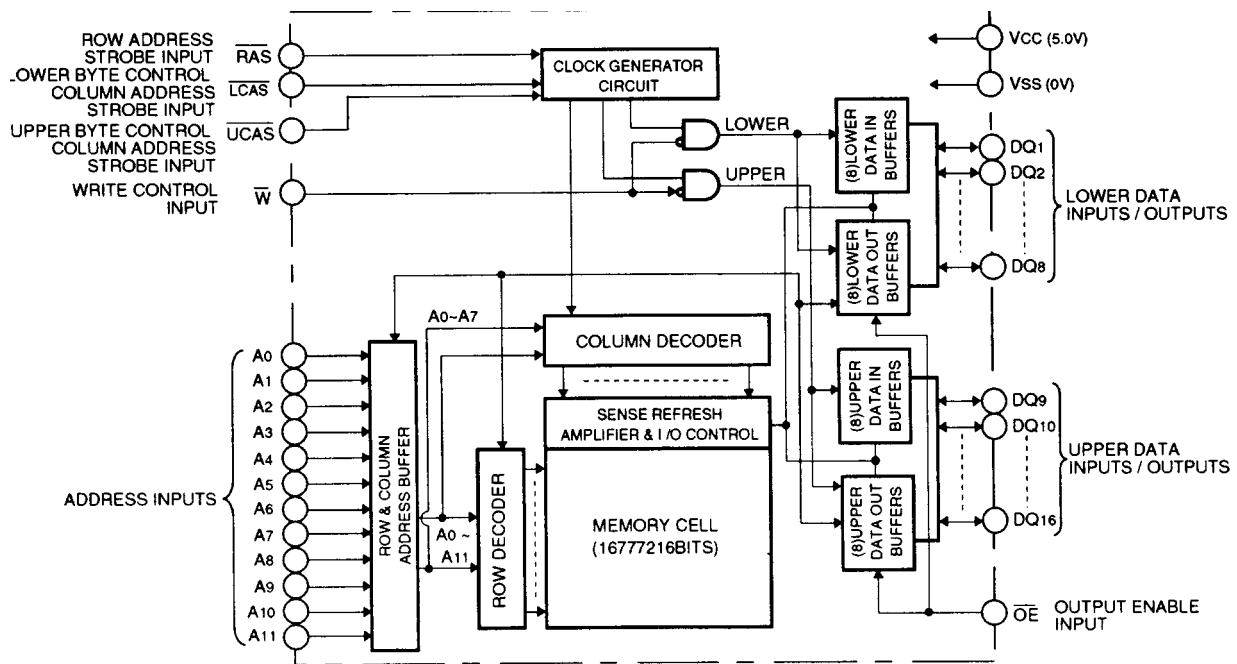 ROW ADDRESS
STROBE INPUT
RAS
LOWER BYTE CONTROL
COLUMN ADDRESS
STROBE INPUT
LCAS
UPPER BYTE CONTROL
COLUMN ADDRESS
STROBE INPUT
UCAS
WRITE CONTROL
INPUT
W
CLOCK GENERATOR
CIRCUIT
LOWER
UPPER
(8)LOWER
DATA IN
BUFFERS
(8)LOWER
DATA OUT
BUFFERS
VCC (5.0V)
VSS (0V)
DQ1
DQ2
DQ8
LOWER DATA
INPUTS / OUTPUTS
A0~A7
COLUMN DECODER
SENSE REFRESH
AMPLIFIER & I /O CONTROL
MEMORY CELL
(16777216BITS)
ADDRESS INPUTS
A0
A1
A2
A3
A4
A5
A6
A7
A8
A9
A10
A11
ROW & COLUMN
ADDRESS BUFFER
A0 ~
A11
ROW DECODER
(8)UPPER
DATA IN
BUFFERS
(8)UPPER
DATA OUT
BUFFERS
DQ9
DQ10
DQ16
UPPER DATA
INPUTS / OUTPUTS
OE
OUTPUT ENABLE
INPUT